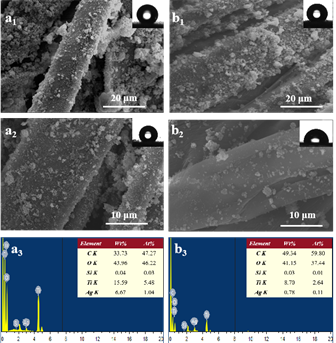 a1
b1
20 μm
20 μm
a2
b2
10 μm
10 μm
a3
Element Wt% At%
C K 33.73 47.27
O K 43.96 46.22
Si K 0.04 0.03
Ti K 15.59 5.48
Ag K 6.67 1.04
b3
Element Wt% At%
C K 49.34 59.80
O K 41.15 37.44
Si K 0.03 0.01
Ti K 8.70 2.64
Ag K 0.78 0.11